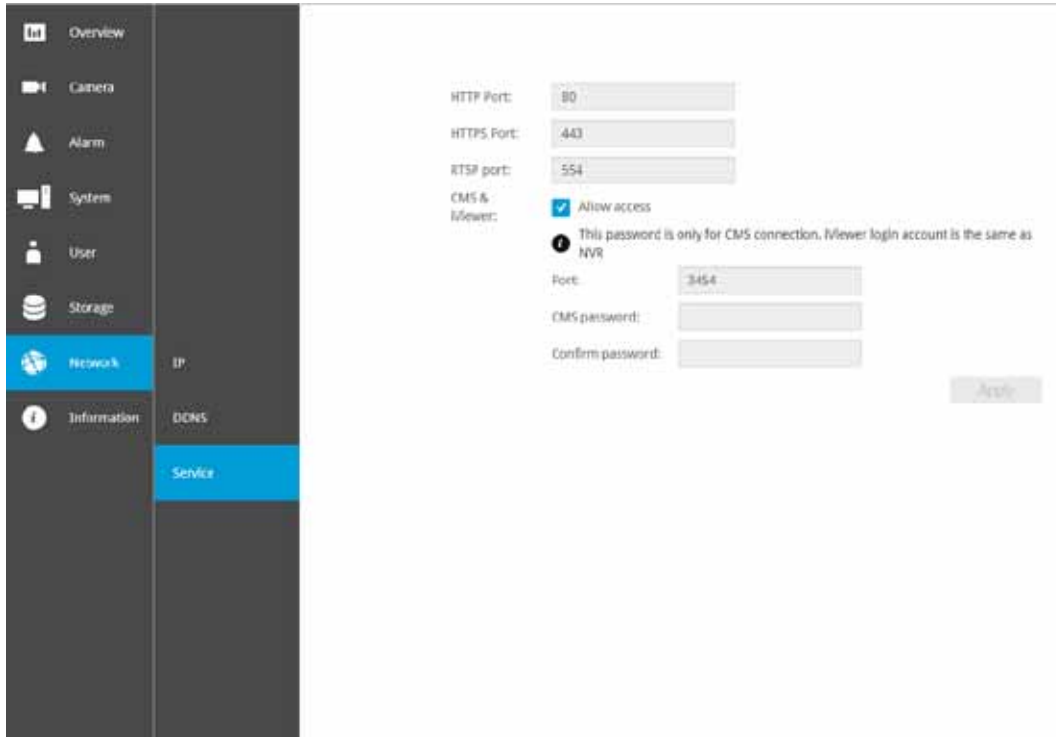 Overview
Camera
Alarm
System
User
Storage
Network
Information
IP
DDNS
Service
HTTP Port: 80
HTTPS Port: 443
RTSP port: 554
CMS &
iViewer:
Allow access
This password is only for CMS connection. iViewer login account is the same as
NVR
Port: 3454
CMS password:
Confirm password:
Apply